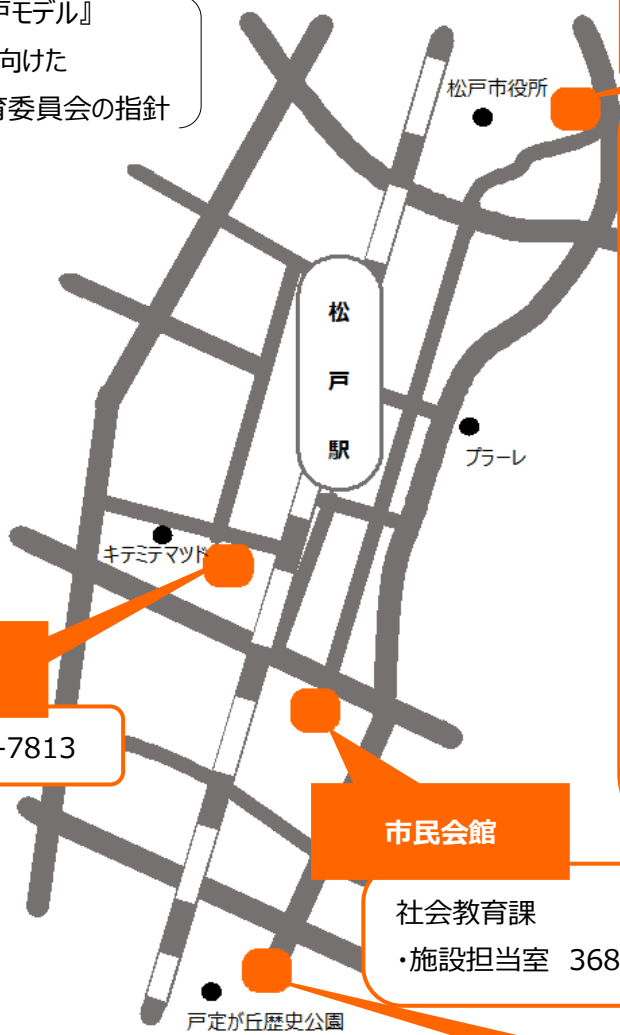 戸モデル』
向けた
育委員会の指針
松戸市役所
松戸駅
プラーレ
キテミテマツド
-7813
市民会館
社会教育課
・施設担当室 368
戸定が丘歴史公園